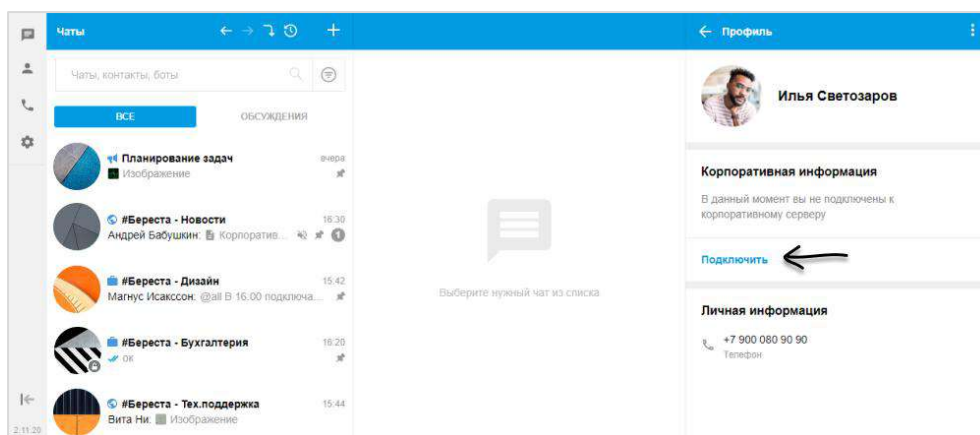 Чаты
Чаты, контакты, боты
ВСЕ
ОБСУЖДЕНИЯ
Планирование задач
вчера
Изображение
#Береста - Новости
16:30
Андрей Бабушкин: Корпоратив...
1
#Береста - Дизайн
15:42
Магнус Исакссон: @all В 16.00 подключа...
#Береста - Бухгалтерия
16:20
ок
#Береста - Тех.поддержка
15:44
Вита Ни: Изображение
2.11.20
Выберите нужный чат из списка
Профиль
Илья Светозаров
Корпоративная информация
В данный момент вы не подключены к
корпоративному серверу
Подключить
Личная информация
+7 900 080 90 90
Телефон